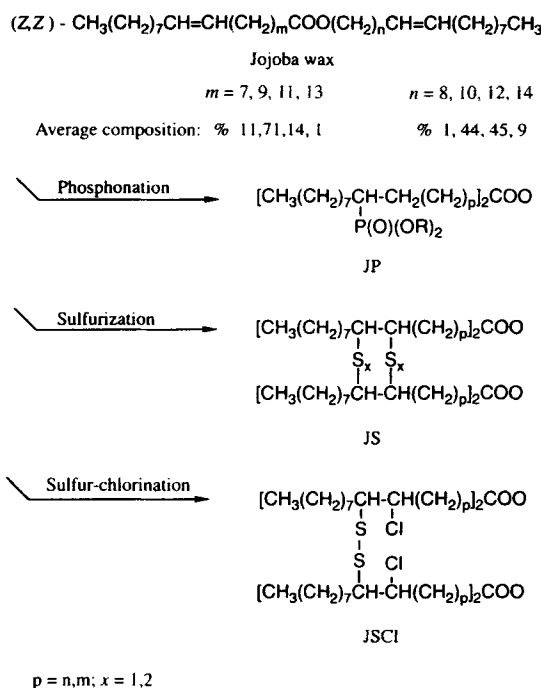 (Z,Z) - CH₃(CH₂)₇CH=CH(CH₂)ₘCOO(CH₂)ₙCH=CH(CH₂)₇CH₃
Jojoba wax
m = 7, 9, 11, 13 n = 8, 10, 12, 14
Average composition: % 11,71,14, 1 % 1, 44, 45, 9
Phosphonation
[CH₃(CH₂)₇CH-CH₂(CH₂)ₚ]₂COO
P(O)(OR)₂
JP
Sulfurization
[CH₃(CH₂)₇CH-CH(CH₂)ₚ]₂COO
Sₓ Sₓ
[CH₃(CH₂)₇CH-CH(CH₂)ₚ]₂COO
JS
Sulfur-chlorination
[CH₃(CH₂)₇CH-CH(CH₂)ₚ]₂COO
S Cl
S Cl
[CH₃(CH₂)₇CH-CH(CH₂)ₚ]₂COO
JSCl
p = n,m; x = 1,2